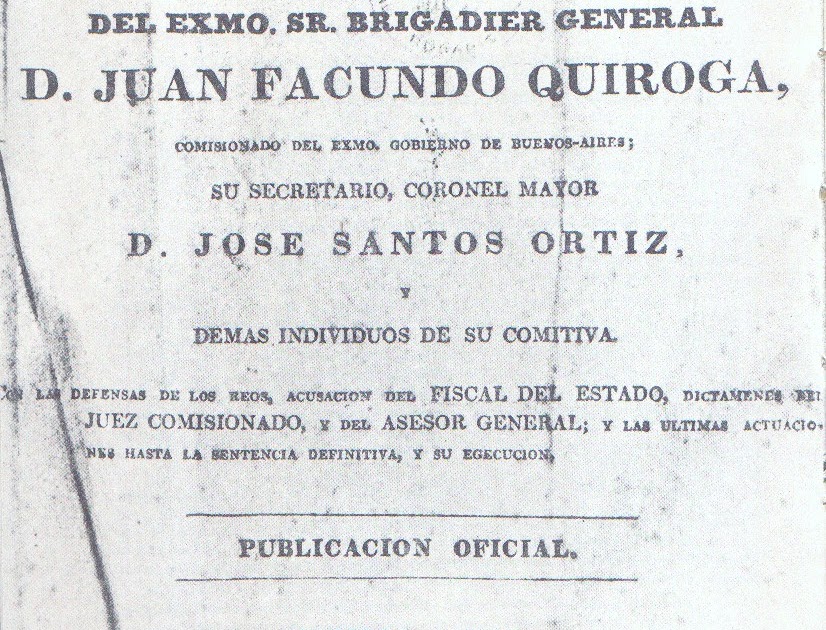 DEL EXMO. SR. BRIGADIER GENERAL
D. JUAN FACUNDO QUIROGA,
COMISIONADO DEL EXMO. GOBIERNO DE BUENOS-AIRES;
SU SECRETARIO, CORONEL MAYOR
D. JOSE SANTOS ORTIZ,
Y
DEMAS INDIVIDUOS DE SU COMITIVA.
CON LAS DEFENSAS DE LOS REOS, ACUSACION DEL FISCAL DEL ESTADO, DICTAMENES DEL
JUEZ COMISIONADO, Y DEL ASESOR GENERAL; Y LAS ULTIMAS ACTUACIO-
NES HASTA LA SENTENCIA DEFINITIVA, Y SU EGECUCION.
PUBLICACION OFICIAL.